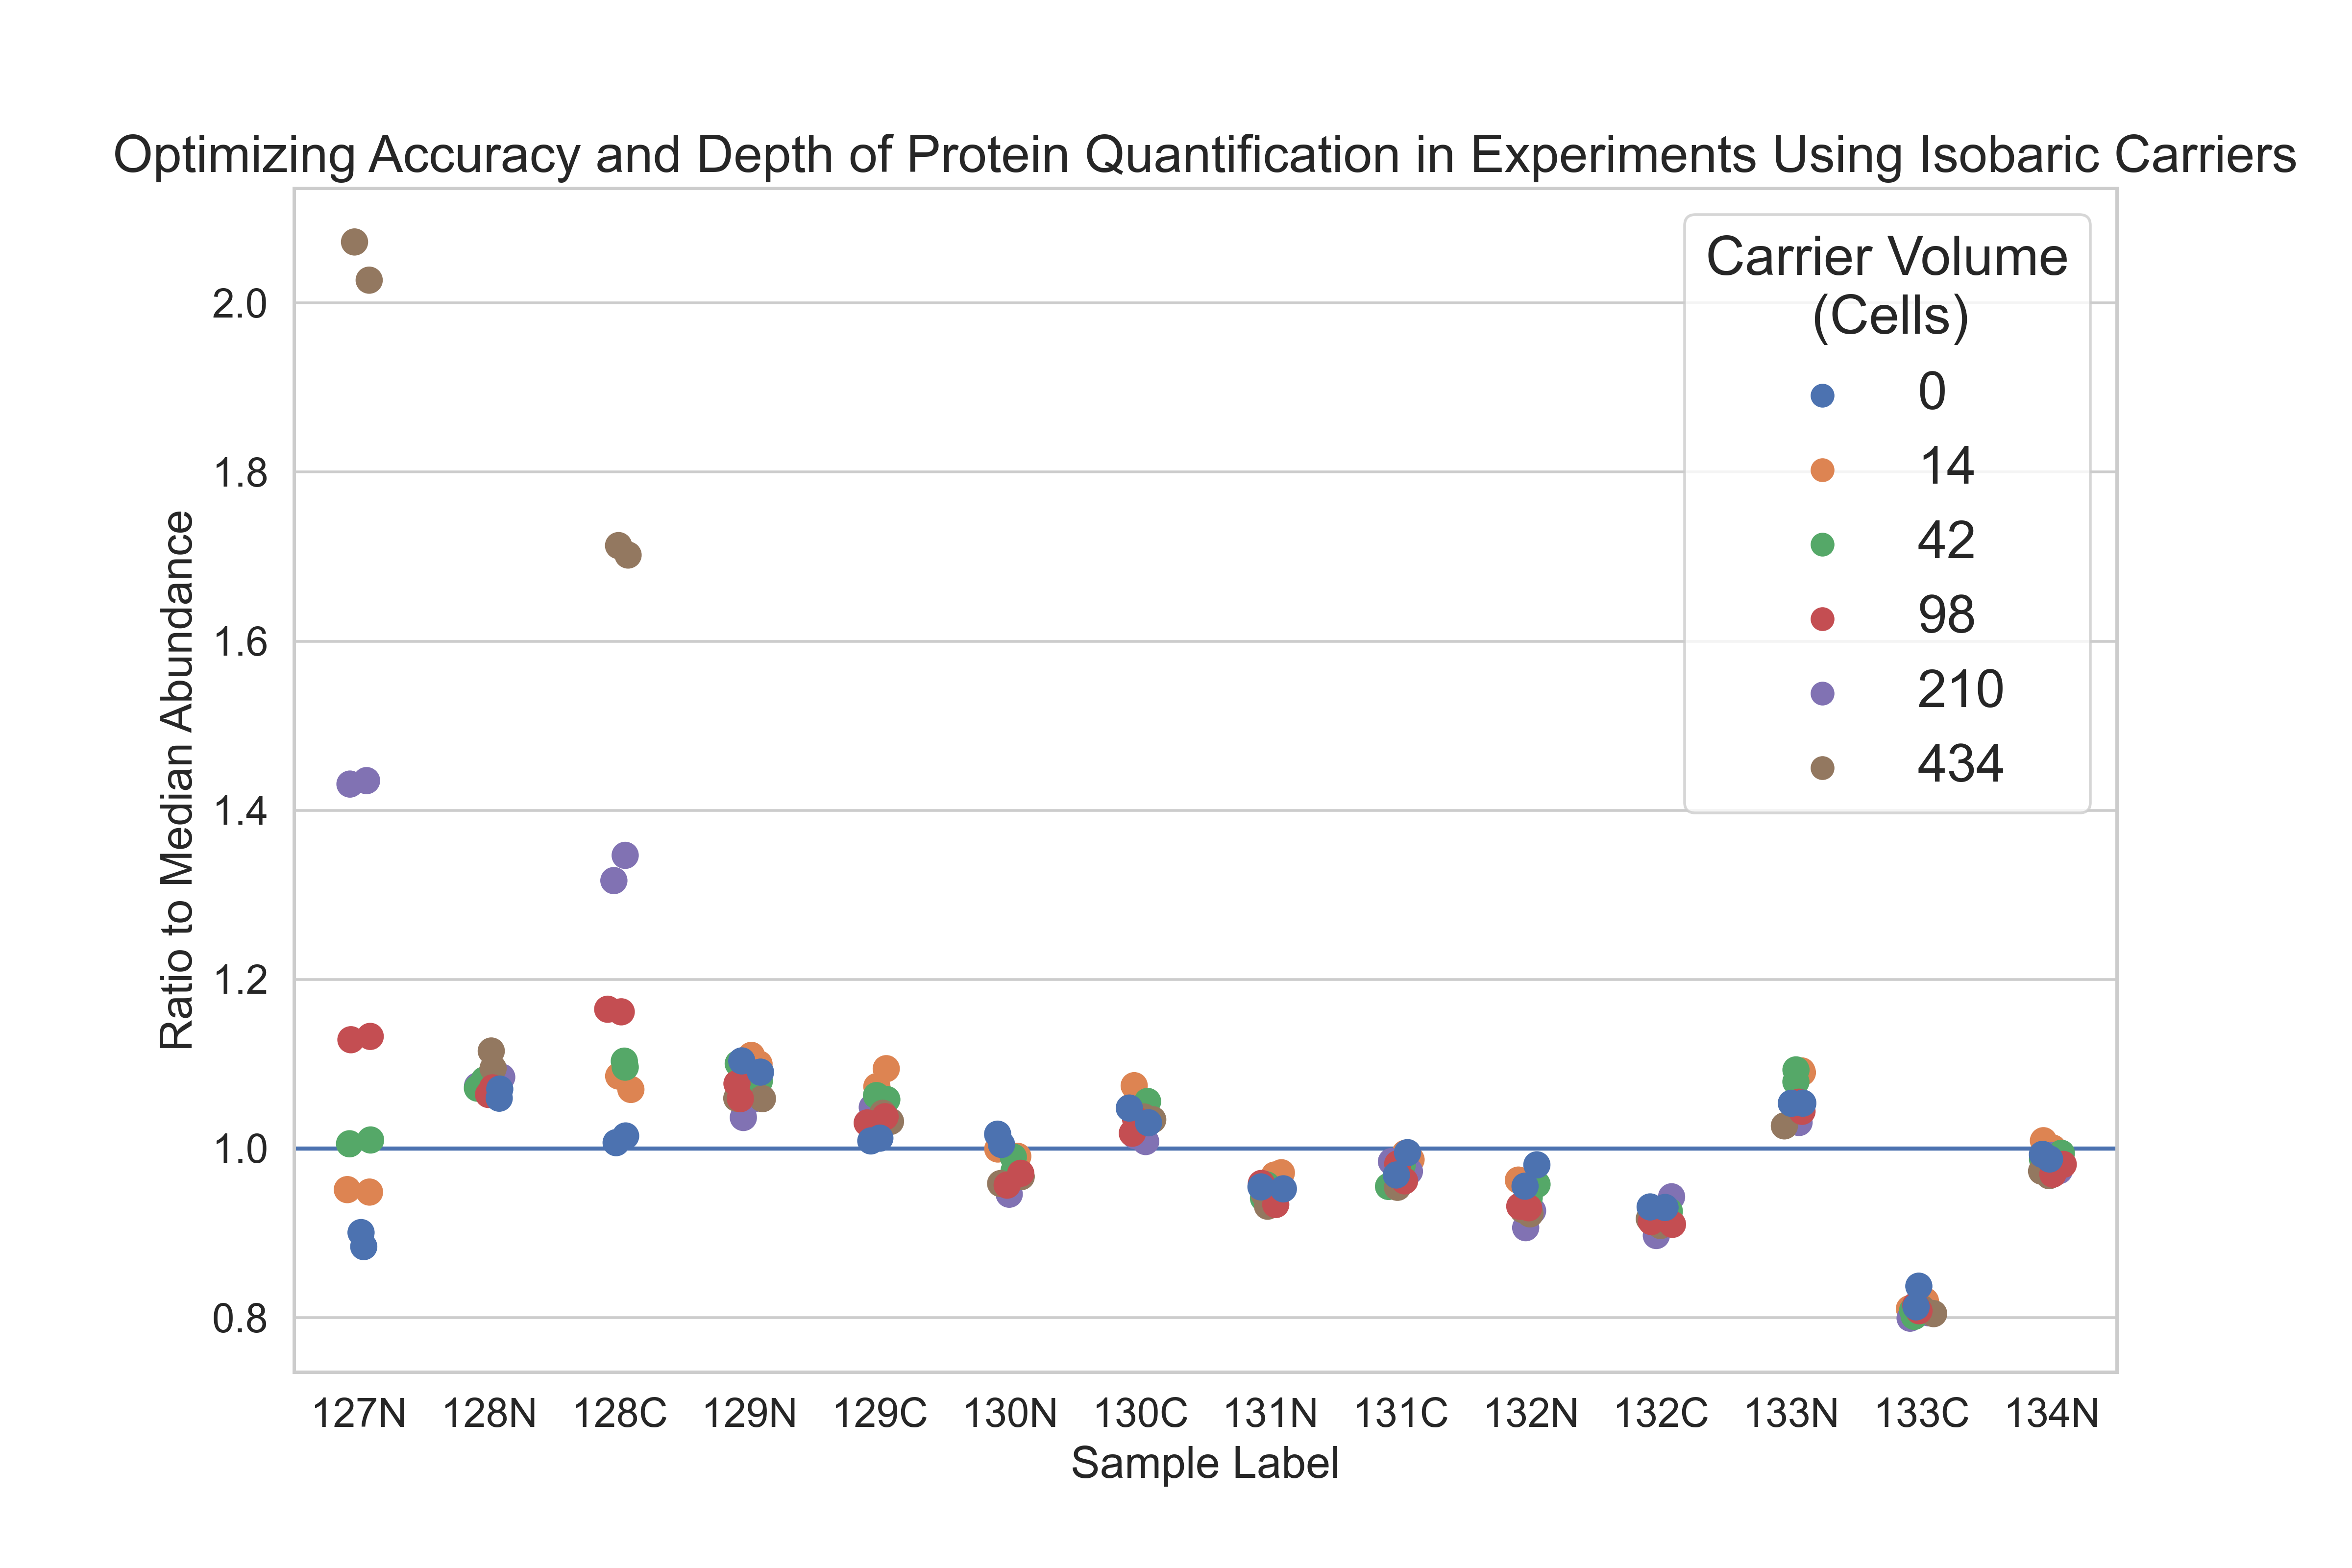 Optimizing Accuracy and Depth of Protein Quantification in Experiments Using Isobaric Carriers
Carrier Volume
(Cells)
0
14
42
98
210
434
Ratio to Median Abundance
2.0
1.8
1.6
1.4
1.2
1.0
0.8
127N 128N 128C 129N 129C 130N 130C 131N 131C 132N 132C 133N 133C 134N
Sample Label